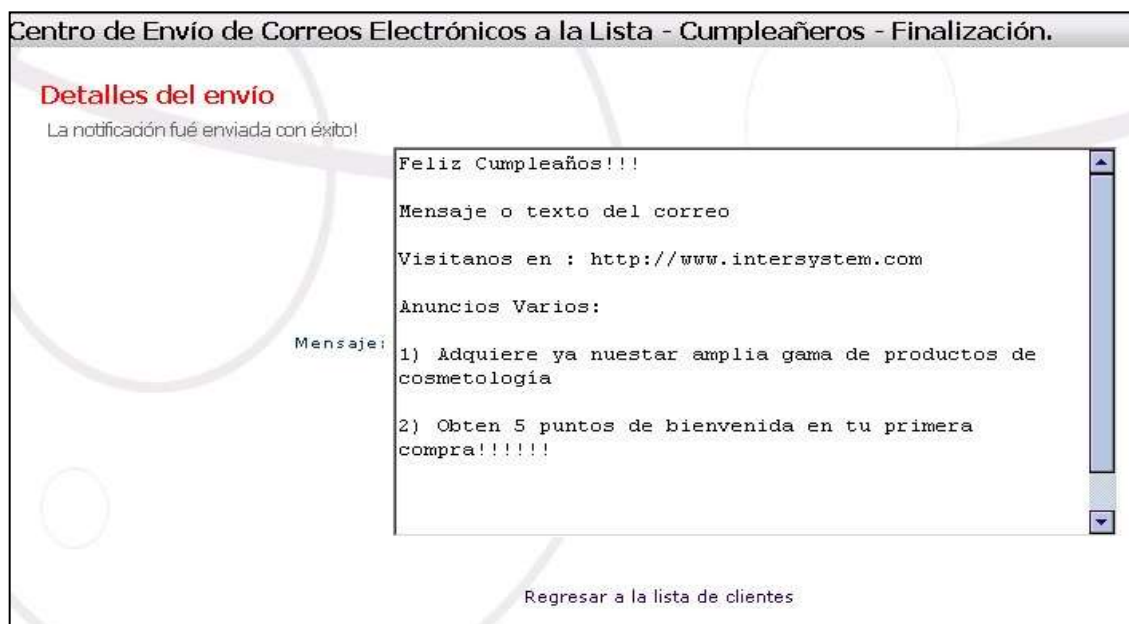 Centro de Envío de Correos Electrónicos a la Lista - Cumpleañeros - Finalización.
Detalles del envío
La notificación fué enviada con éxito!
Mensaje:
Feliz Cumpleaños!!!
Mensaje o texto del correo
Visitanos en : http://www.intersystem.com
Anuncios Varios:
1) Adquiere ya nuestar amplia gama de productos de
cosmetología
2) Obten 5 puntos de bienvenida en tu primera
compra!!!!!!
Regresar a la lista de clientes